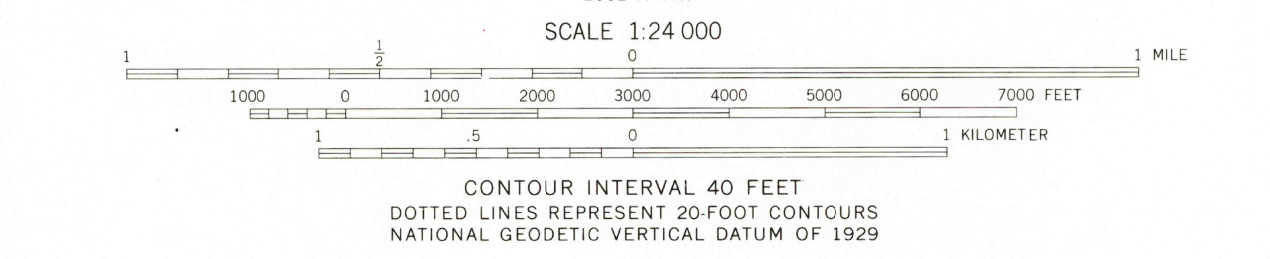 SCALE 1:24 000
1 1/2 0 1 MILE
1000 0 1000 2000 3000 4000 5000 6000 7000 FEET
1 .5 0 1 KILOMETER
CONTOUR INTERVAL 40 FEET
DOTTED LINES REPRESENT 20-FOOT CONTOURS
NATIONAL GEODETIC VERTICAL DATUM OF 1929